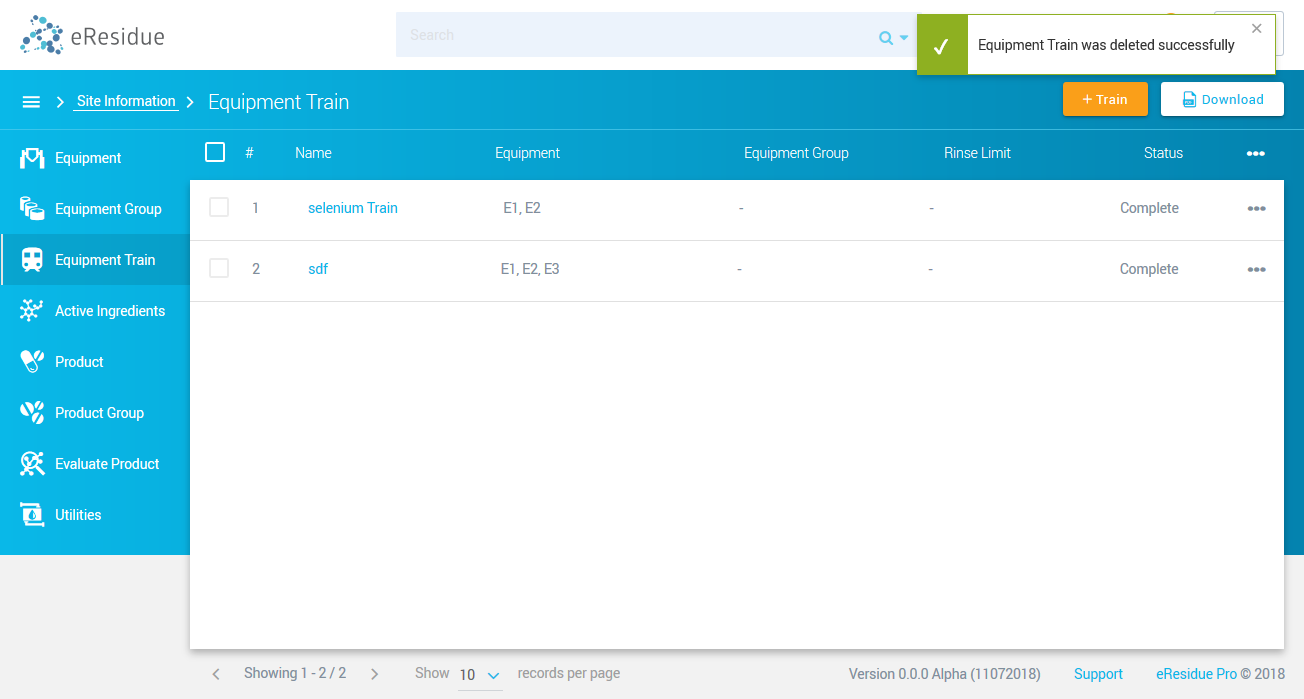 eResidue
Search
Equipment Train was deleted successfully
Site Information
Equipment Train
+ Train
Download
Equipment
Equipment Group
Equipment Train
Active Ingredients
Product
Product Group
Evaluate Product
Utilities
# Name Equipment Equipment Group Rinse Limit Status
1 selenium Train E1, E2 - - Complete
2 sdf E1, E2, E3 - - Complete
Showing 1 - 2 / 2 Show 10 records per page
Version 0.0.0 Alpha (11072018) Support eResidue Pro © 2018